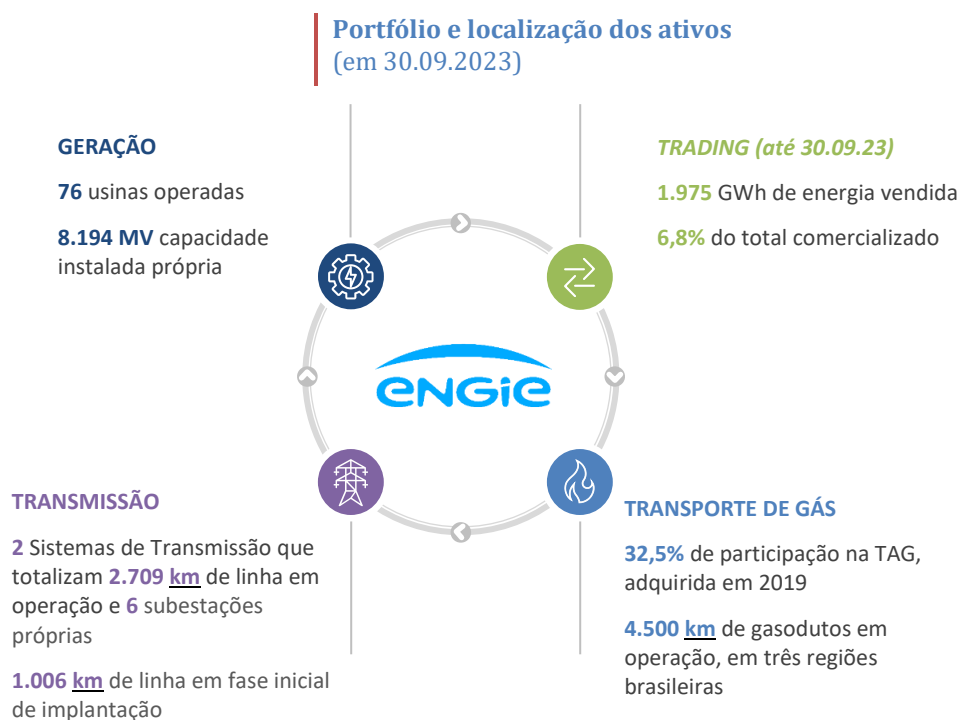 Portfólio e localização dos ativos
(em 30.09.2023)
GERAÇÃO
76 usinas operadas
8.194 MV capacidade
instalada própria
TRADING (até 30.09.23)
1.975 GWh de energia vendida
6,8% do total comercializado
ENGIE
TRANSMISSÃO
2 Sistemas de Transmissão que
totalizam 2.709 km de linha em
operação e 6 subestações
próprias
1.006 km de linha em fase inicial
de implantação
TRANSPORTE DE GÁS
32,5% de participação na TAG,
adquirida em 2019
4.500 km de gasodutos em
operação, em três regiões
brasileiras